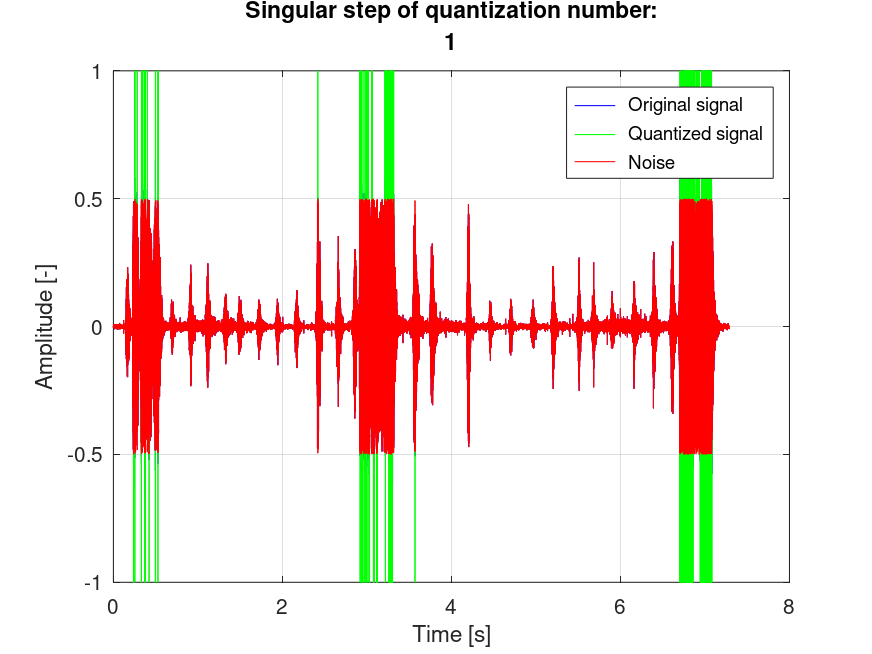 Singular step of quantization number:
1
1
0.5
0
-0.5
-1
0
2
4
6
8
Amplitude [-]
Time [s]
Original signal
Quantized signal
Noise